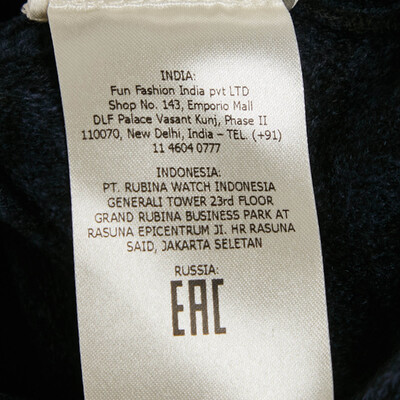 INDIA:
Fun Fashion India pvt LTD
Shop No. 143, Emporio Mall
DLF Palace Vasant Kunj, Phase II
110070, New Delhi, India – TEL. (+91)
11 4604 0777
INDONESIA:
PT. RUBINA WATCH INDONESIA
GENERALI TOWER 23rd FLOOR
GRAND RUBINA BUSINESS PARK AT
RASUNA EPICENTRUM JI. HR RASUNA
SAID, JAKARTA SELETAN
RUSSIA:
EAC